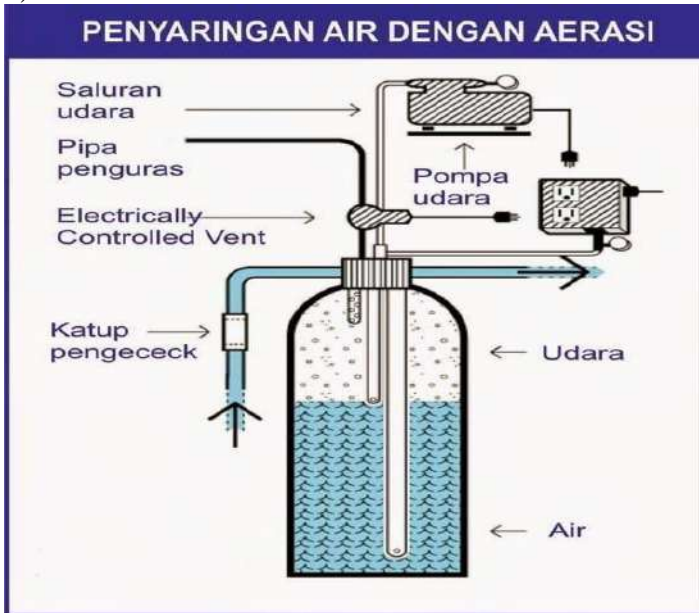 PENYARINGAN AIR DENGAN AERASI
Saluran
udara
Pipa
penguras
Pompa
udara
Electrically
Controlled Vent
Katup
pengececk
Udara
Air